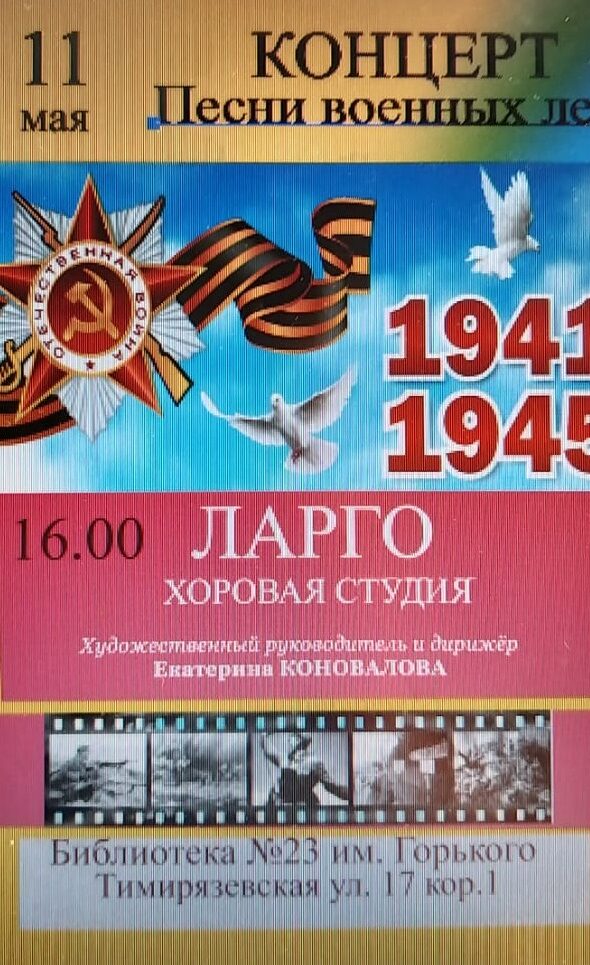 11
мая
КОНЦЕРТ
Песни военных ле
ОТЕЧЕСТВЕННАЯ ВОЙНА
1941
1945
16.00
ЛАРГО
ХОРОВАЯ СТУДИЯ
Художественный руководитель и дирижёр
Екатерина КОНОВАЛОВА
Библиотека №23 им. Горького
Тимирязевская ул. 17 кор.1